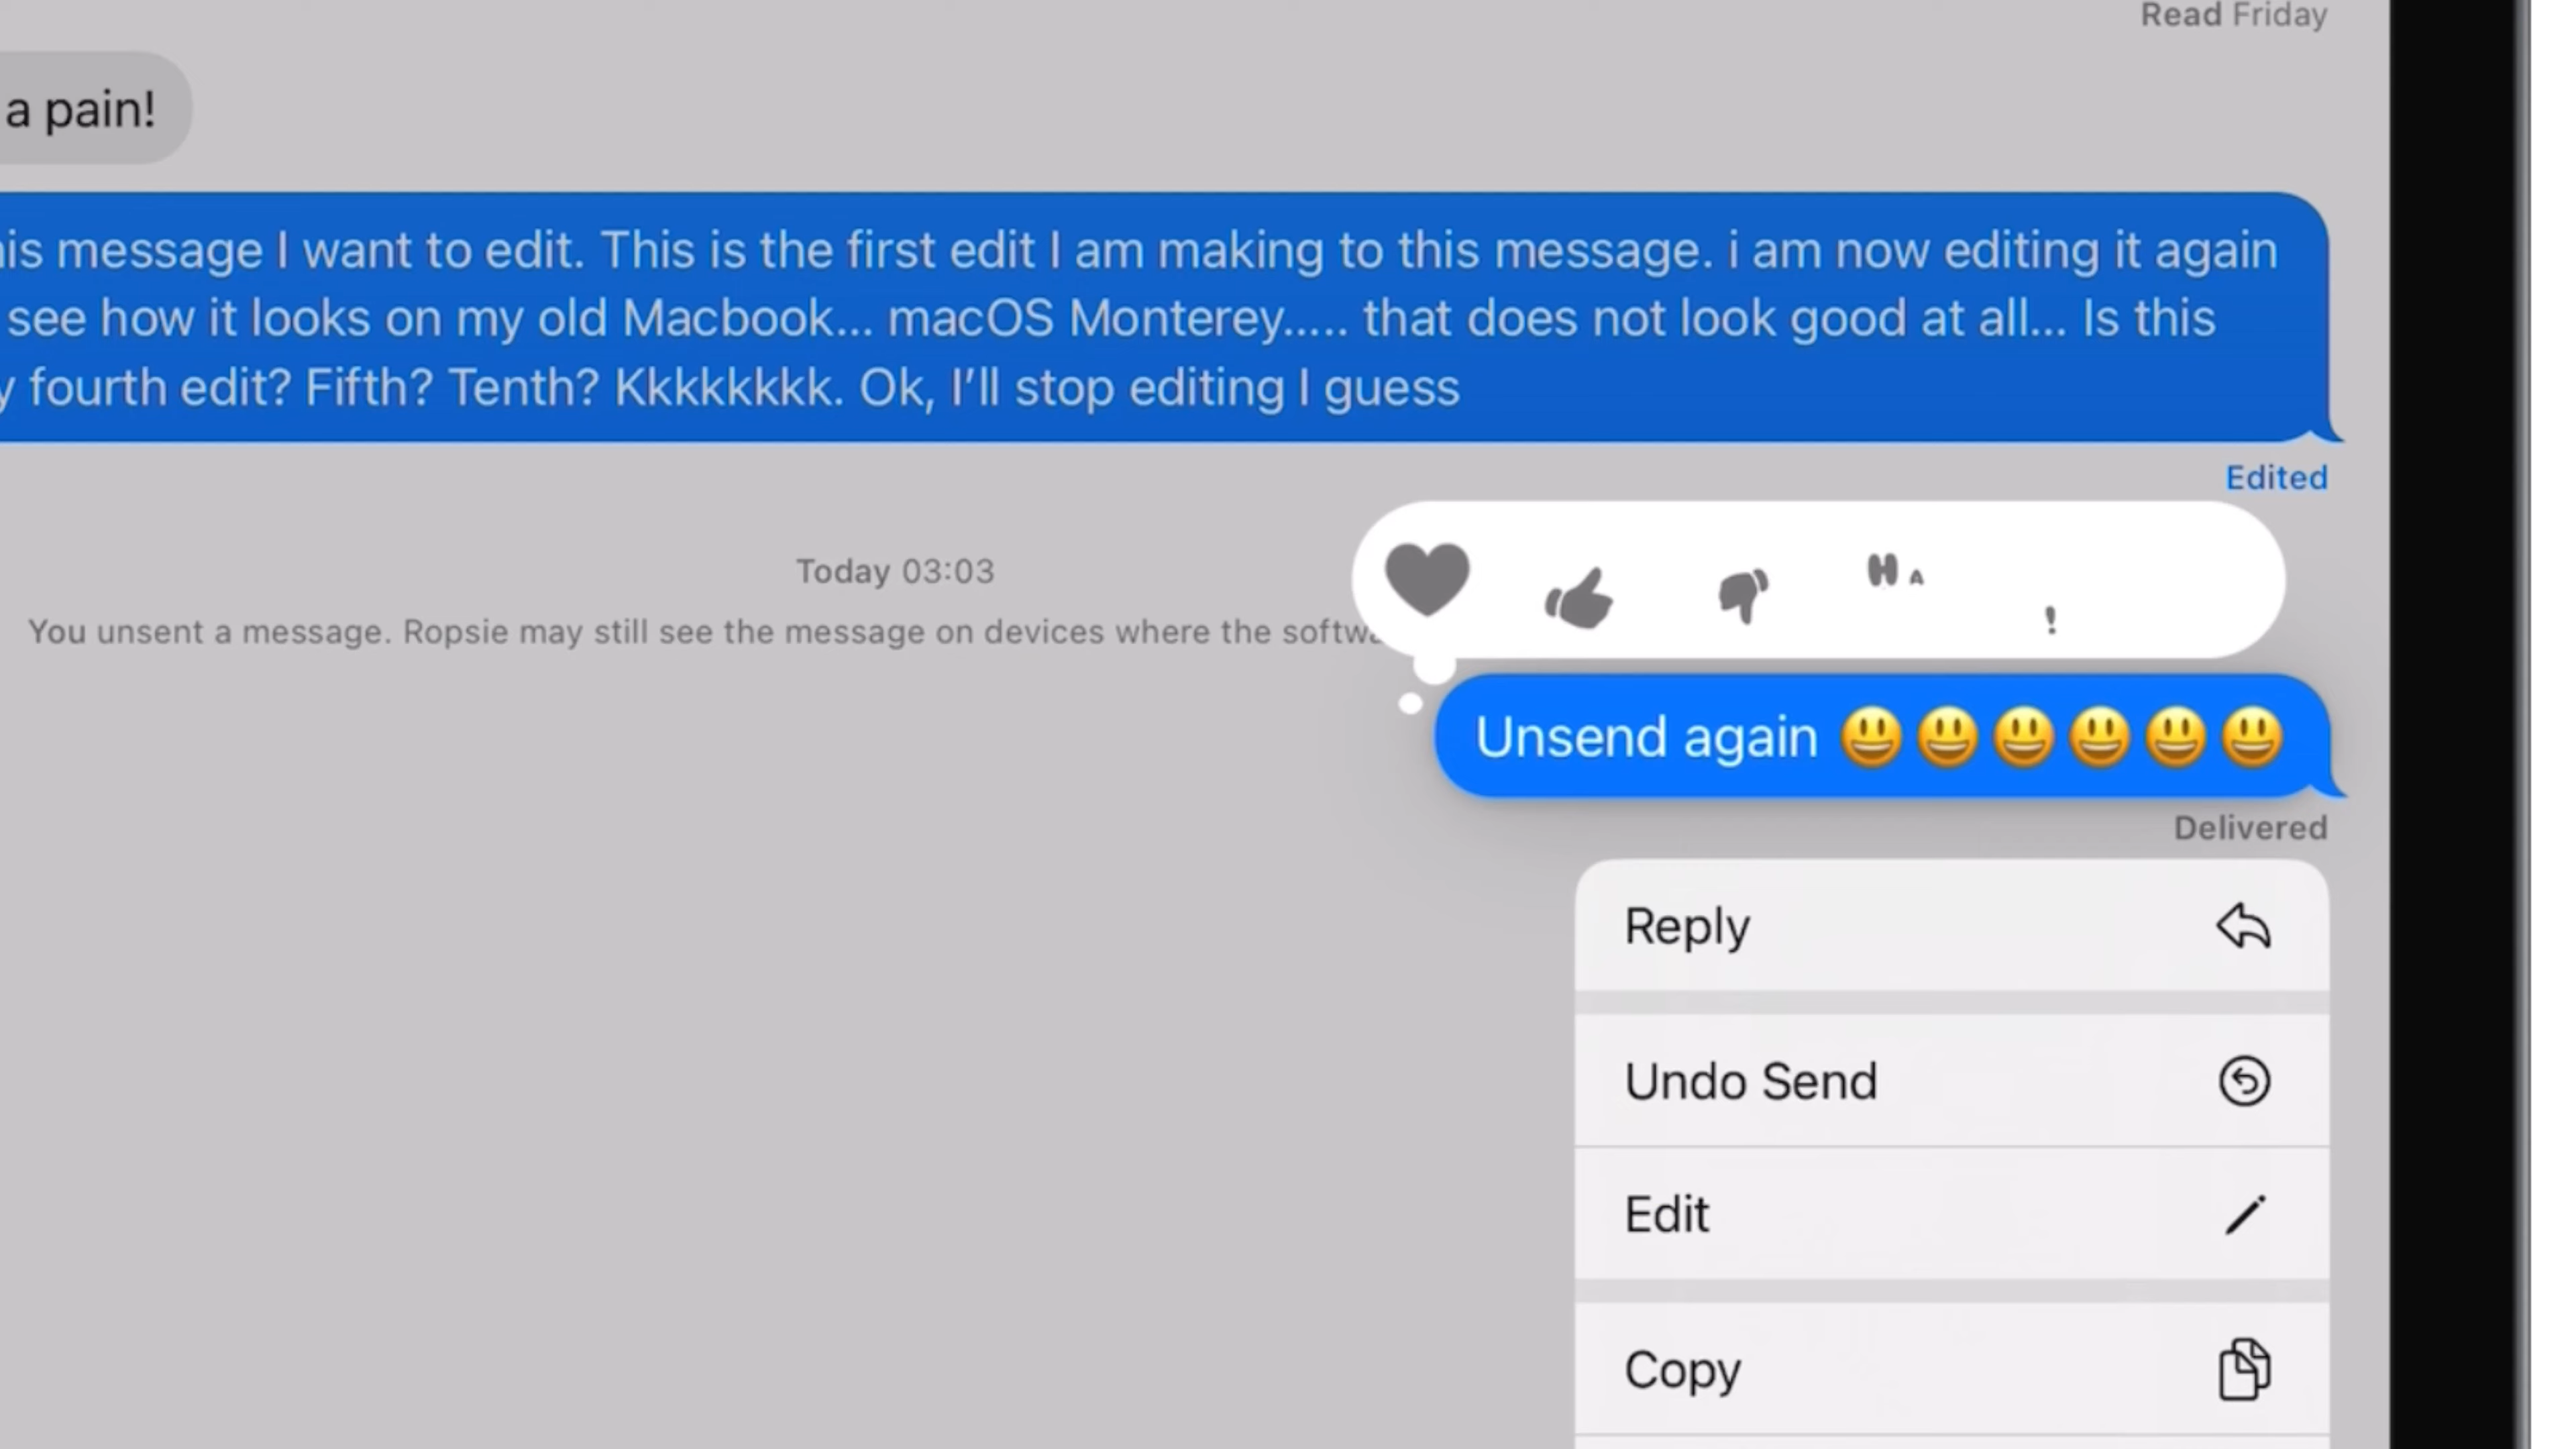 Read Friday
a pain!
message I want to edit. This is the first edit I am making to this message. i am now editing it again
see how it looks on my old Macbook... macOS Monterey..... that does not look good at all... Is this
fourth edit? Fifth? Tenth? Kkkkkkkk. Ok, I’ll stop editing I guess
Edited
Today 03:03
HA
!
You unsent a message. Ropsie may still see the message on devices where the
Unsend again 😃😃😃😃😃😃
Delivered
Reply
Undo Send
Edit
Copy